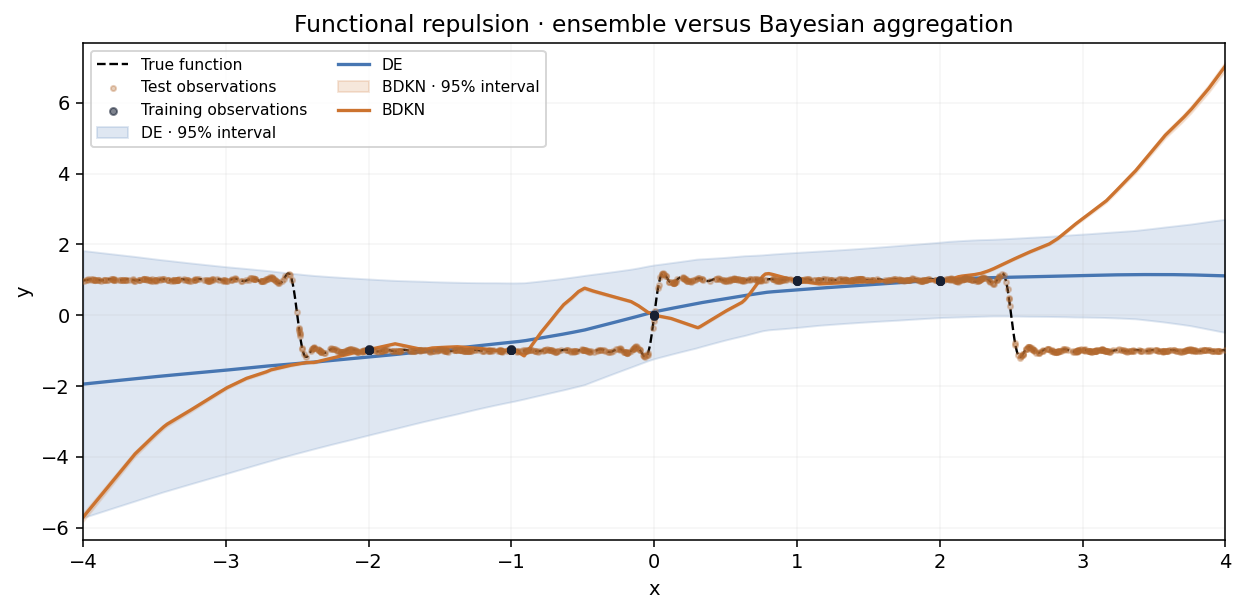 Functional repulsion · ensemble versus Bayesian aggregation
True function
Test observations
Training observations
DE · 95% interval
DE
BDKN · 95% interval
BDKN
6
4
2
0
−2
−4
−6
y
−4 −3 −2 −1 0 1 2 3 4
x